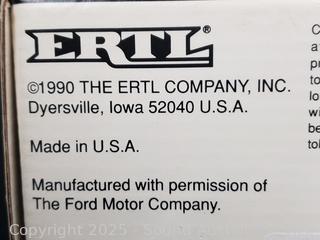 ERTL®
©1990 THE ERTL COMPANY, INC.
Dyersville, Iowa 52040 U.S.A.
Made in U.S.A.
Manufactured with permission of
The Ford Motor Company.